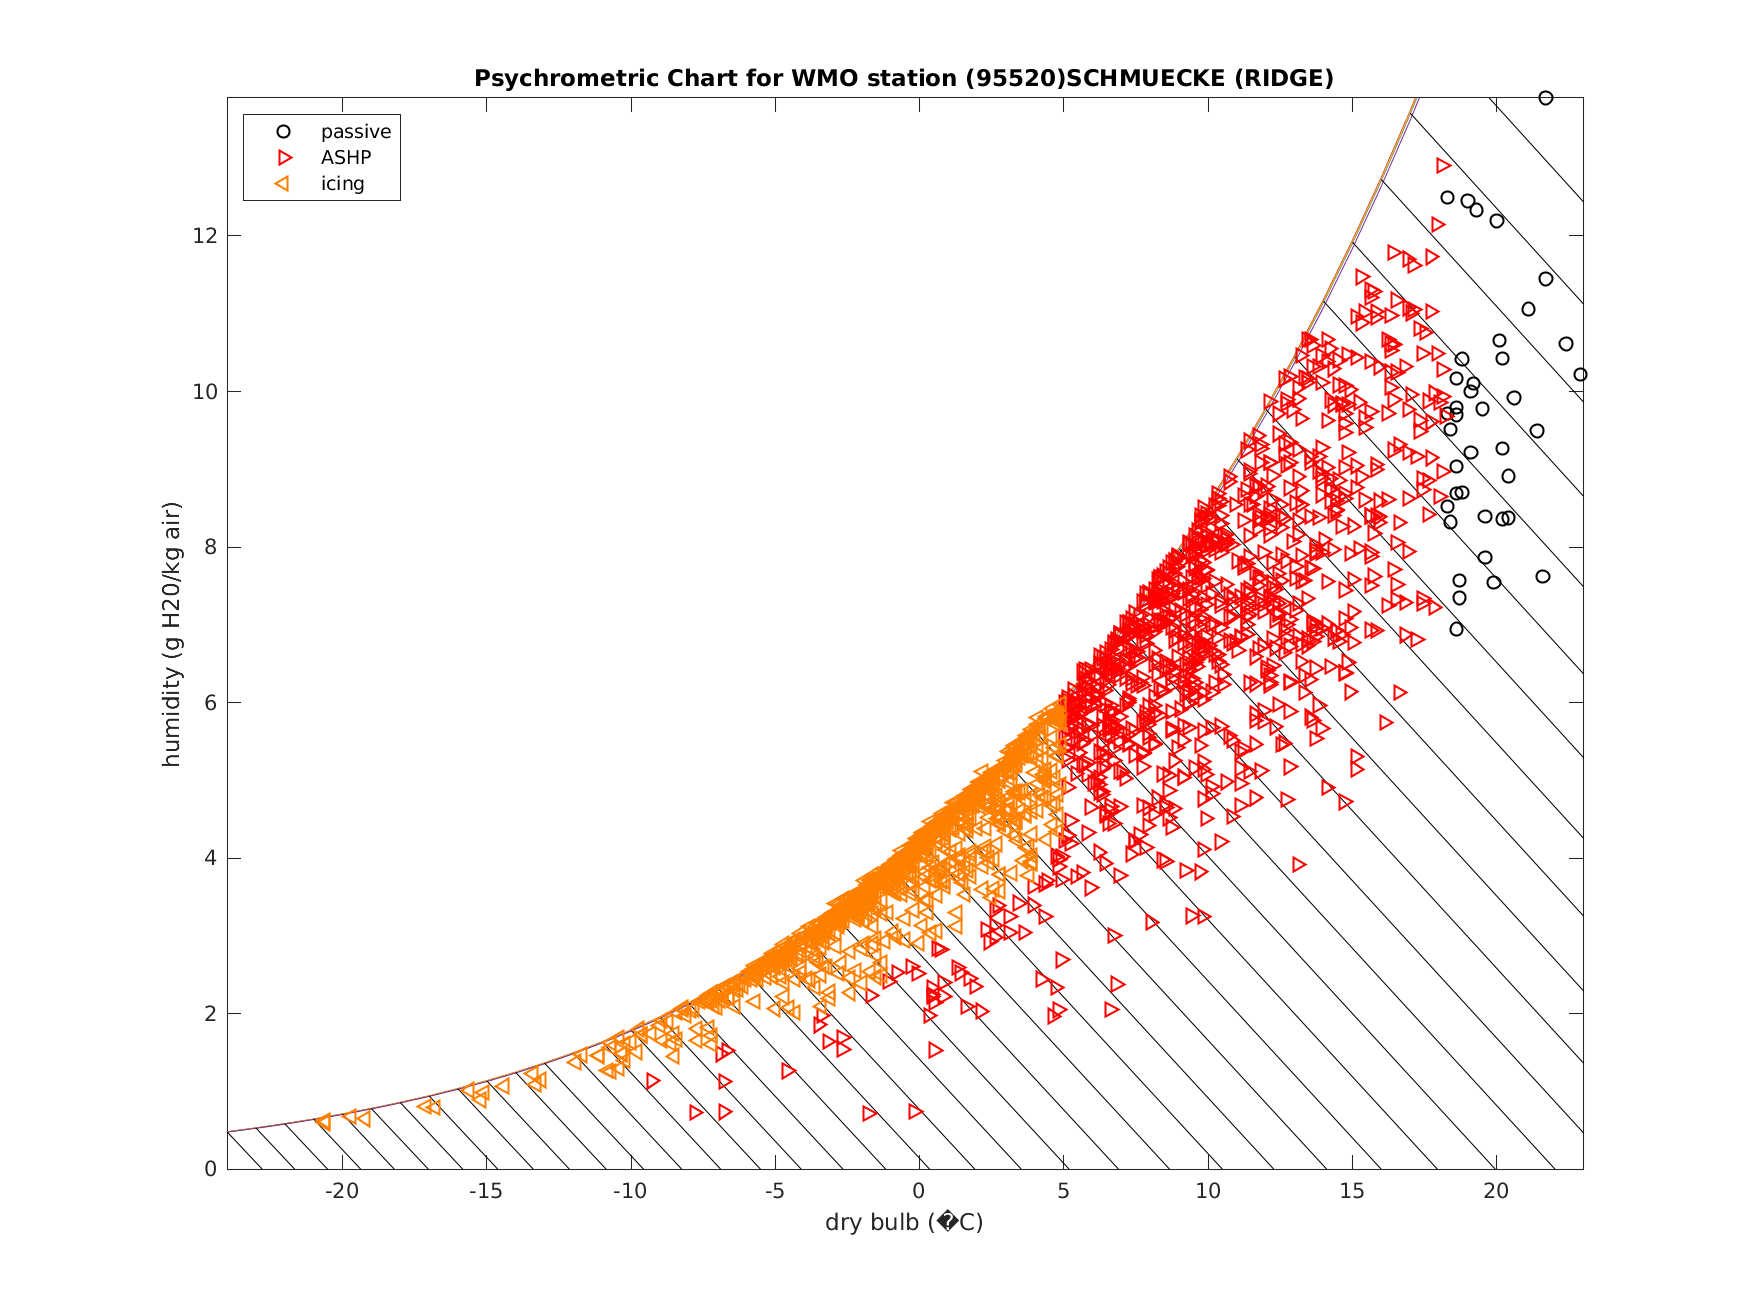 Psychrometric Chart for WMO station (95520)SCHMUECKE (RIDGE)
passive
ASHP
icing
humidity (g H20/kg air)
12
10
8
6
4
2
0
-20 -15 -10 -5 0 5 10 15 20
dry bulb (�C)